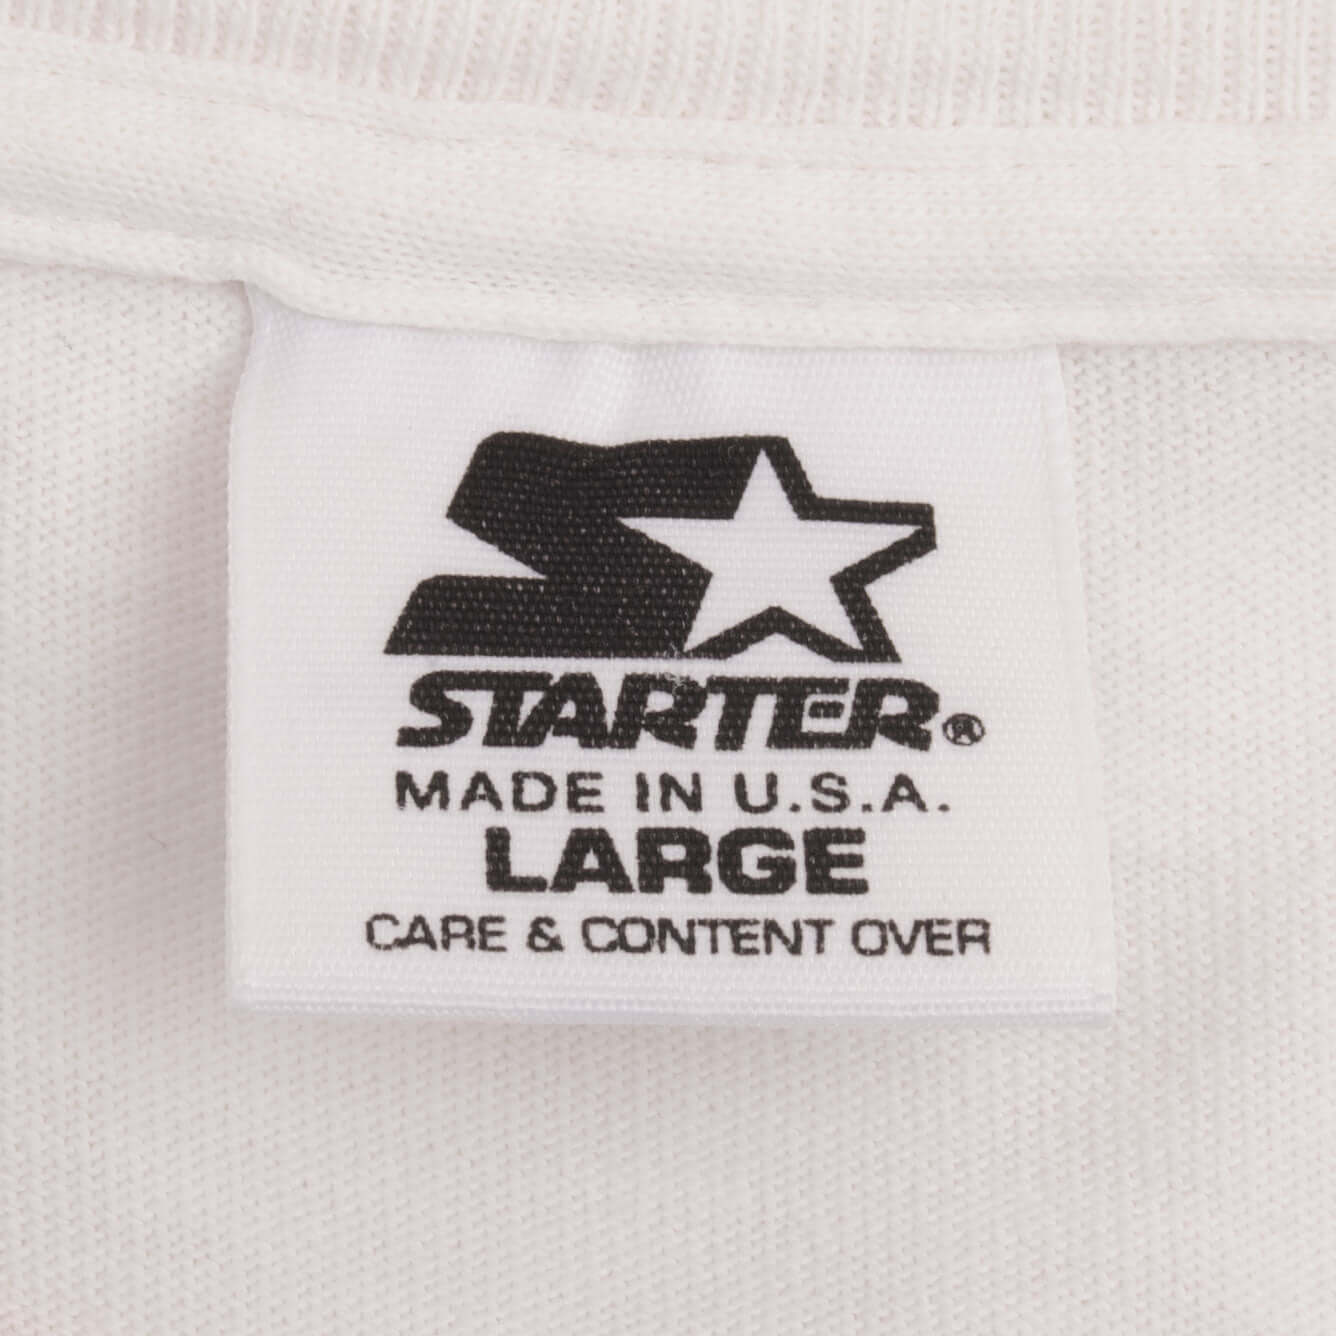 STARTER®
MADE IN U.S.A.
LARGE
CARE & CONTENT OVER